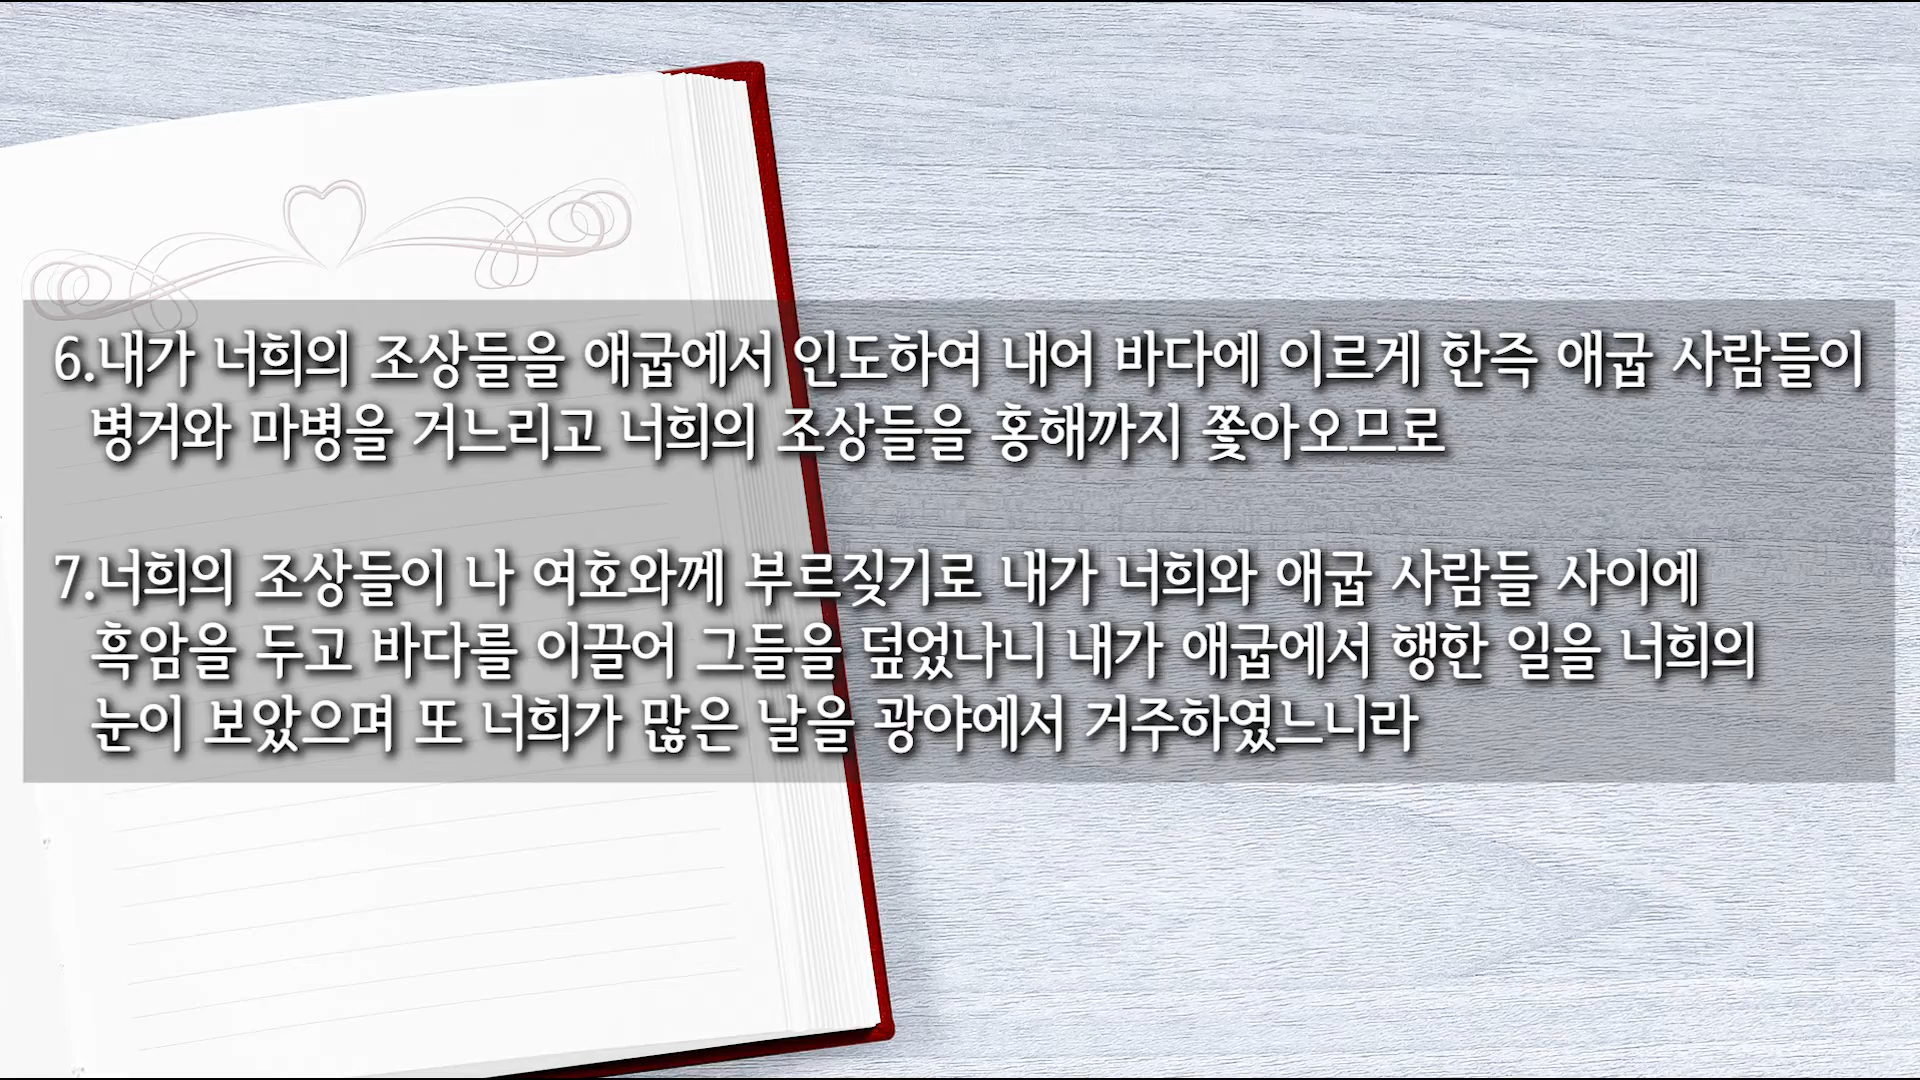 6.내가 너희의 조상들을 애굽에서 인도하여 내어 바다에 이르게 한즉 애굽 사람들이
병거와 마병을 거느리고 너희의 조상들을 홍해까지 쫓아오므로
7.너희의 조상들이 나 여호와께 부르짖기로 내가 너희와 애굽 사람들 사이에
흑암을 두고 바다를 이끌어 그들을 덮었나니 내가 애굽에서 행한 일을 너희의
눈이 보았으며 또 너희가 많은 날을 광야에서 거주하였느니라